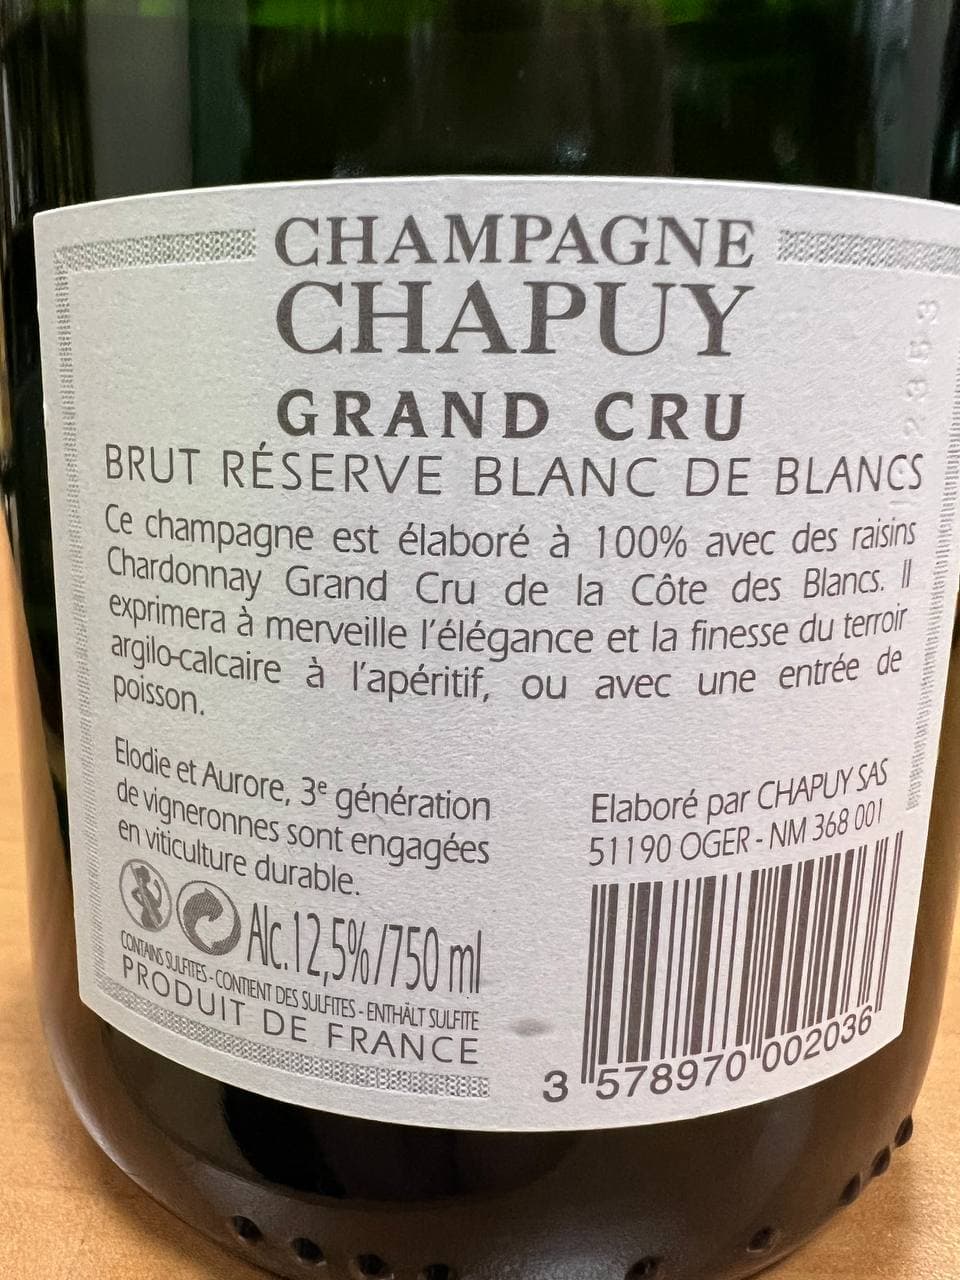 CHAMPAGNE
CHAPUY
GRAND CRU
BRUT RÉSERVE BLANC DE BLANCS
Ce champagne est élaboré à 100% avec des raisins
Chardonnay Grand Cru de la Côte des Blancs. Il
exprimera à merveille l'élégance et la finesse du terroir
argilo-calcaire à l'apéritif, ou avec une entrée de
poisson.
Elodie et Aurore, 3e génération
de vigneronnes sont engagées
en viticulture durable.
Elaboré par CHAPUY SAS
51190 OGER - NM 368 001
Alc.12,5%/750 ml
CONTAINS SULFITES - CONTIENT DES SULFITES - ENTHÄLT SULFITE
PRODUIT DE FRANCE
3 578970 002036